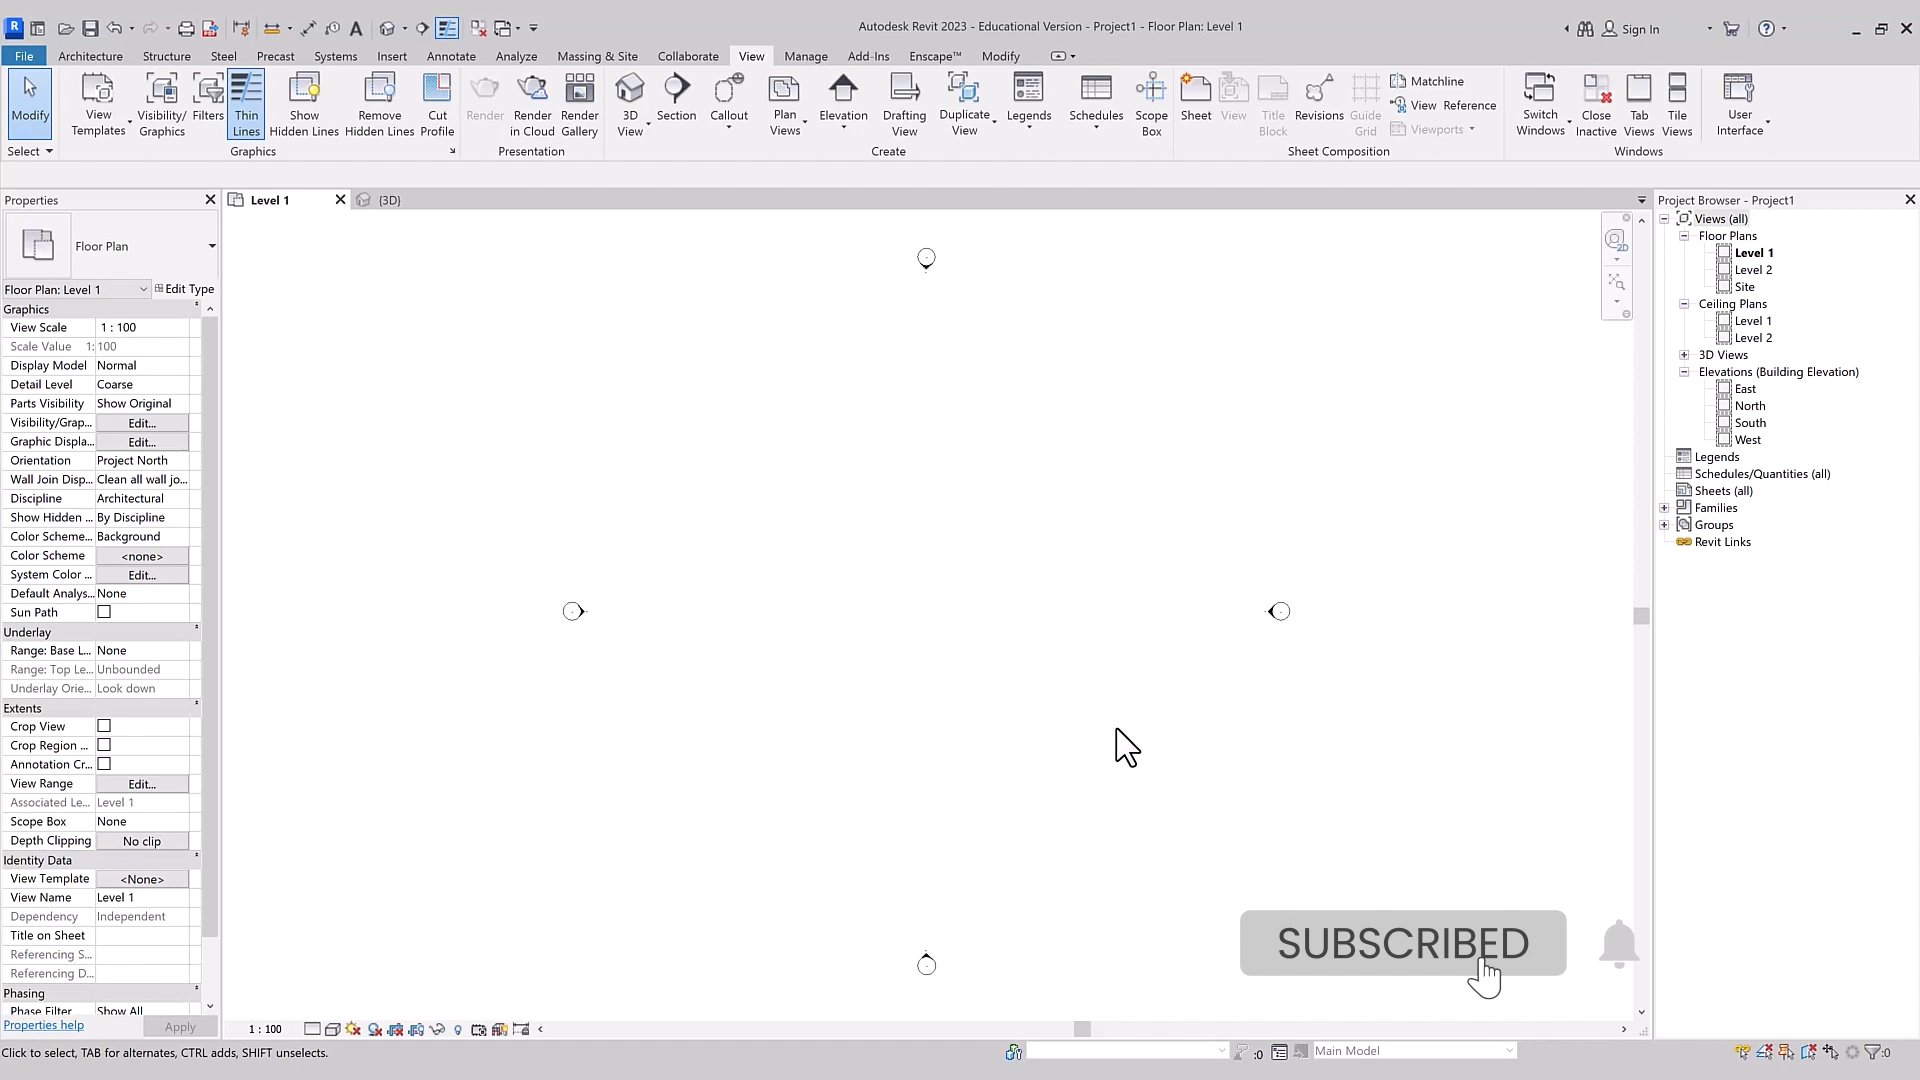 Autodesk Revit 2023 - Educational Version - Project1 - Floor Plan: Level 1
Sign In
File Architecture Structure Steel Precast Systems Insert Annotate Analyze Massing & Site Collaborate View Manage Add-Ins Enscape™ Modify
Modify
View Templates
Visibility/ Graphics
Filters
Thin Lines
Show Hidden Lines
Remove Hidden Lines
Cut Profile
Render
Render in Cloud
Render Gallery
3D View
Section
Callout
Plan Views
Elevation
Drafting View
Duplicate View
Legends
Schedules
Scope Box
Sheet
View
Title Block
Revisions
Guide Grid
Matchline
View Reference
Viewports
Switch Windows
Close Inactive
Tab Views
Tile Views
User Interface
Select Graphics Presentation Create Sheet Composition Windows
Properties
Floor Plan
Floor Plan: Level 1 Edit Type
Graphics
View Scale 1 : 100
Scale Value 1: 100
Display Model Normal
Detail Level Coarse
Parts Visibility Show Original
Visibility/Grap... Edit...
Graphic Displa... Edit...
Orientation Project North
Wall Join Disp... Clean all wall jo...
Discipline Architectural
Show Hidden ... By Discipline
Color Scheme... Background
Color Scheme <none>
System Color ... Edit...
Default Analys... None
Sun Path
Underlay
Range: Base L... None
Range: Top Le... Unbounded
Underlay Orie... Look down
Extents
Crop View
Crop Region ...
Annotation Cr...
View Range Edit...
Associated Le... Level 1
Scope Box None
Depth Clipping No clip
Identity Data
View Template <None>
View Name Level 1
Dependency Independent
Title on Sheet
Referencing S...
Referencing D...
Phasing
Phase Filter Show All
Properties help Apply
Level 1 {3D}
2D
SUBSCRIBED
1 : 100
Project Browser - Project1
Views (all)
Floor Plans
Level 1
Level 2
Site
Ceiling Plans
Level 1
Level 2
3D Views
Elevations (Building Elevation)
East
North
South
West
Legends
Schedules/Quantities (all)
Sheets (all)
Families
Groups
Revit Links
Click to select, TAB for alternates, CTRL adds, SHIFT unselects.
:0 Main Model :0